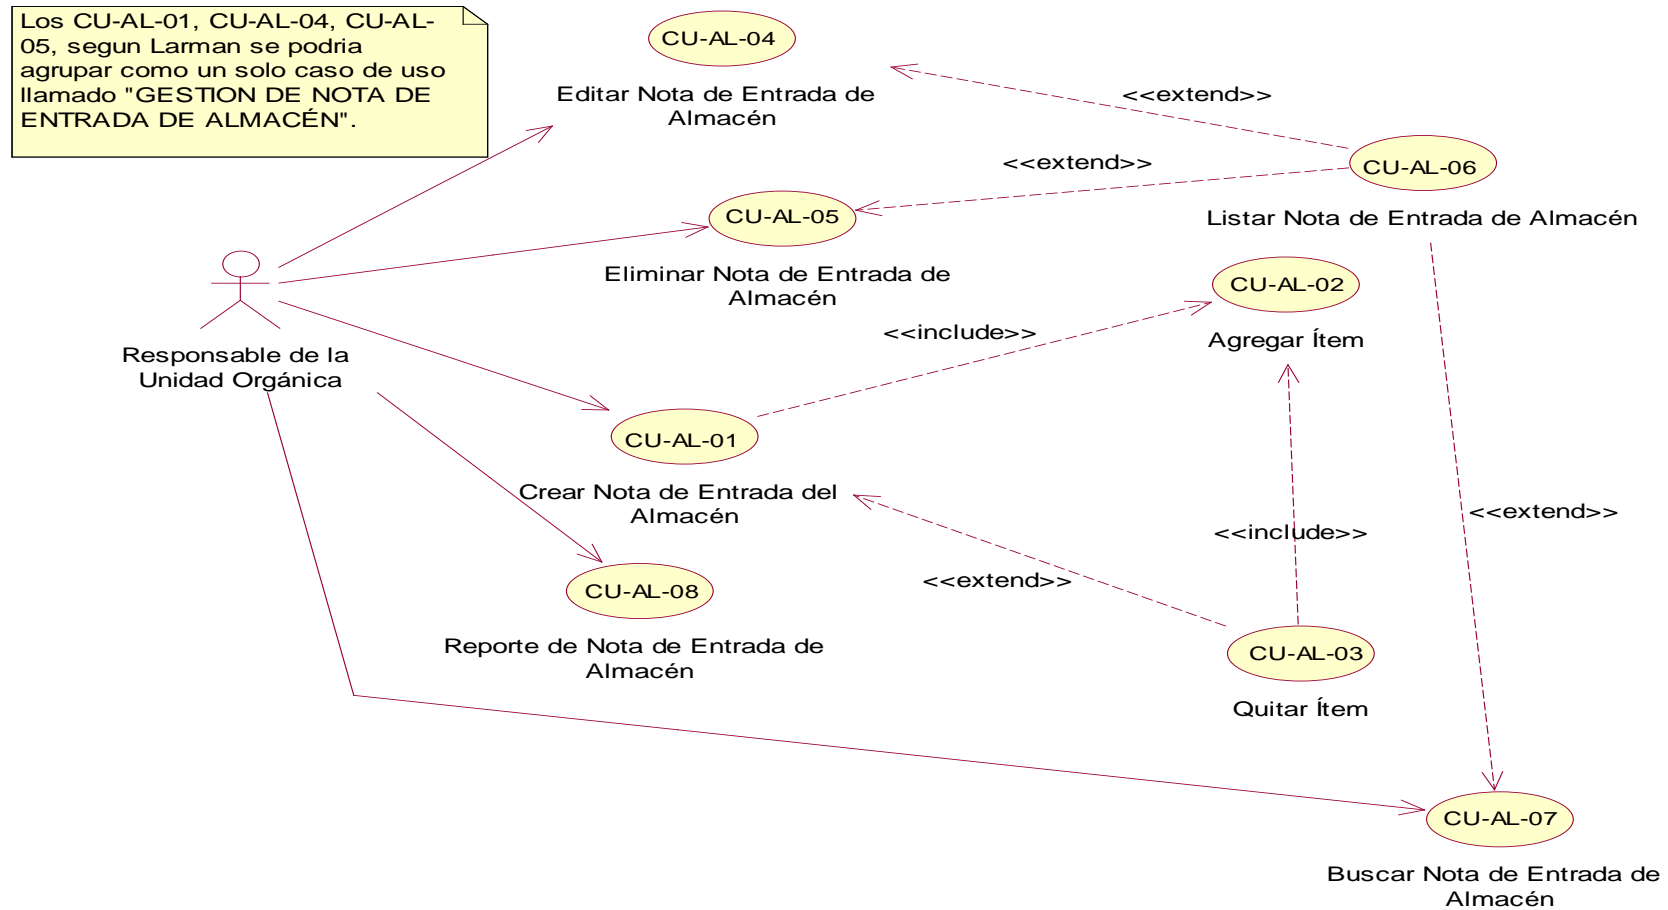 Los CU-AL-01, CU-AL-04, CU-AL-
05, segun Larman se podria
agrupar como un solo caso de uso
llamado "GESTION DE NOTA DE
ENTRADA DE ALMACÉN".
CU-AL-04
Editar Nota de Entrada de
Almacén
<<extend>>
<<extend>>
CU-AL-06
Listar Nota de Entrada de Almacén
CU-AL-05
Eliminar Nota de Entrada de
Almacén
CU-AL-02
Agregar Ítem
<<include>>
Responsable de la
Unidad Orgánica
CU-AL-01
Crear Nota de Entrada del
Almacén
<<extend>>
<<include>>
<<extend>>
CU-AL-08
Reporte de Nota de Entrada de
Almacén
CU-AL-03
Quitar Ítem
CU-AL-07
Buscar Nota de Entrada de
Almacén